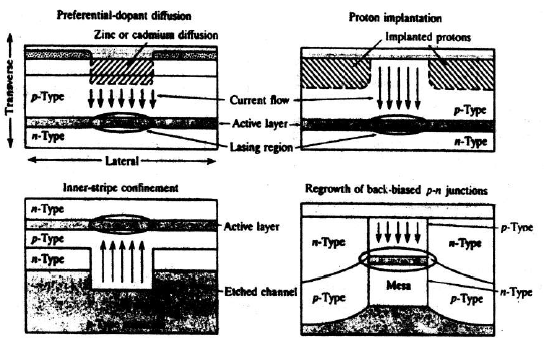 Preferential-dopant diffusion
Zinc or cadmium diffusion
Transverse
p-Type
n-Type
Lateral
Current flow
Active layer
Lasing region
Proton implantation
Implanted protons
p-Type
n-Type
Inner-stripe confinement
n-Type
p-Type
n-Type
Active layer
Etched channel
Regrowth of back-biased p-n junctions
n-Type
n-Type
p-Type
p-Type
Mesa
p-Type
n-Type